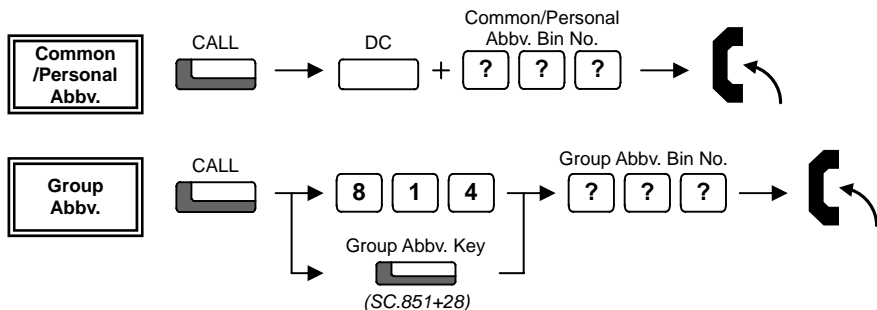 Common
/Personal
Abbv.
CALL
DC
+
Common/Personal
Abbv. Bin No.
? ? ?
Group
Abbv.
CALL
8 1 4
Group Abbv. Key
(SC.851+28)
Group Abbv. Bin No.
? ? ?